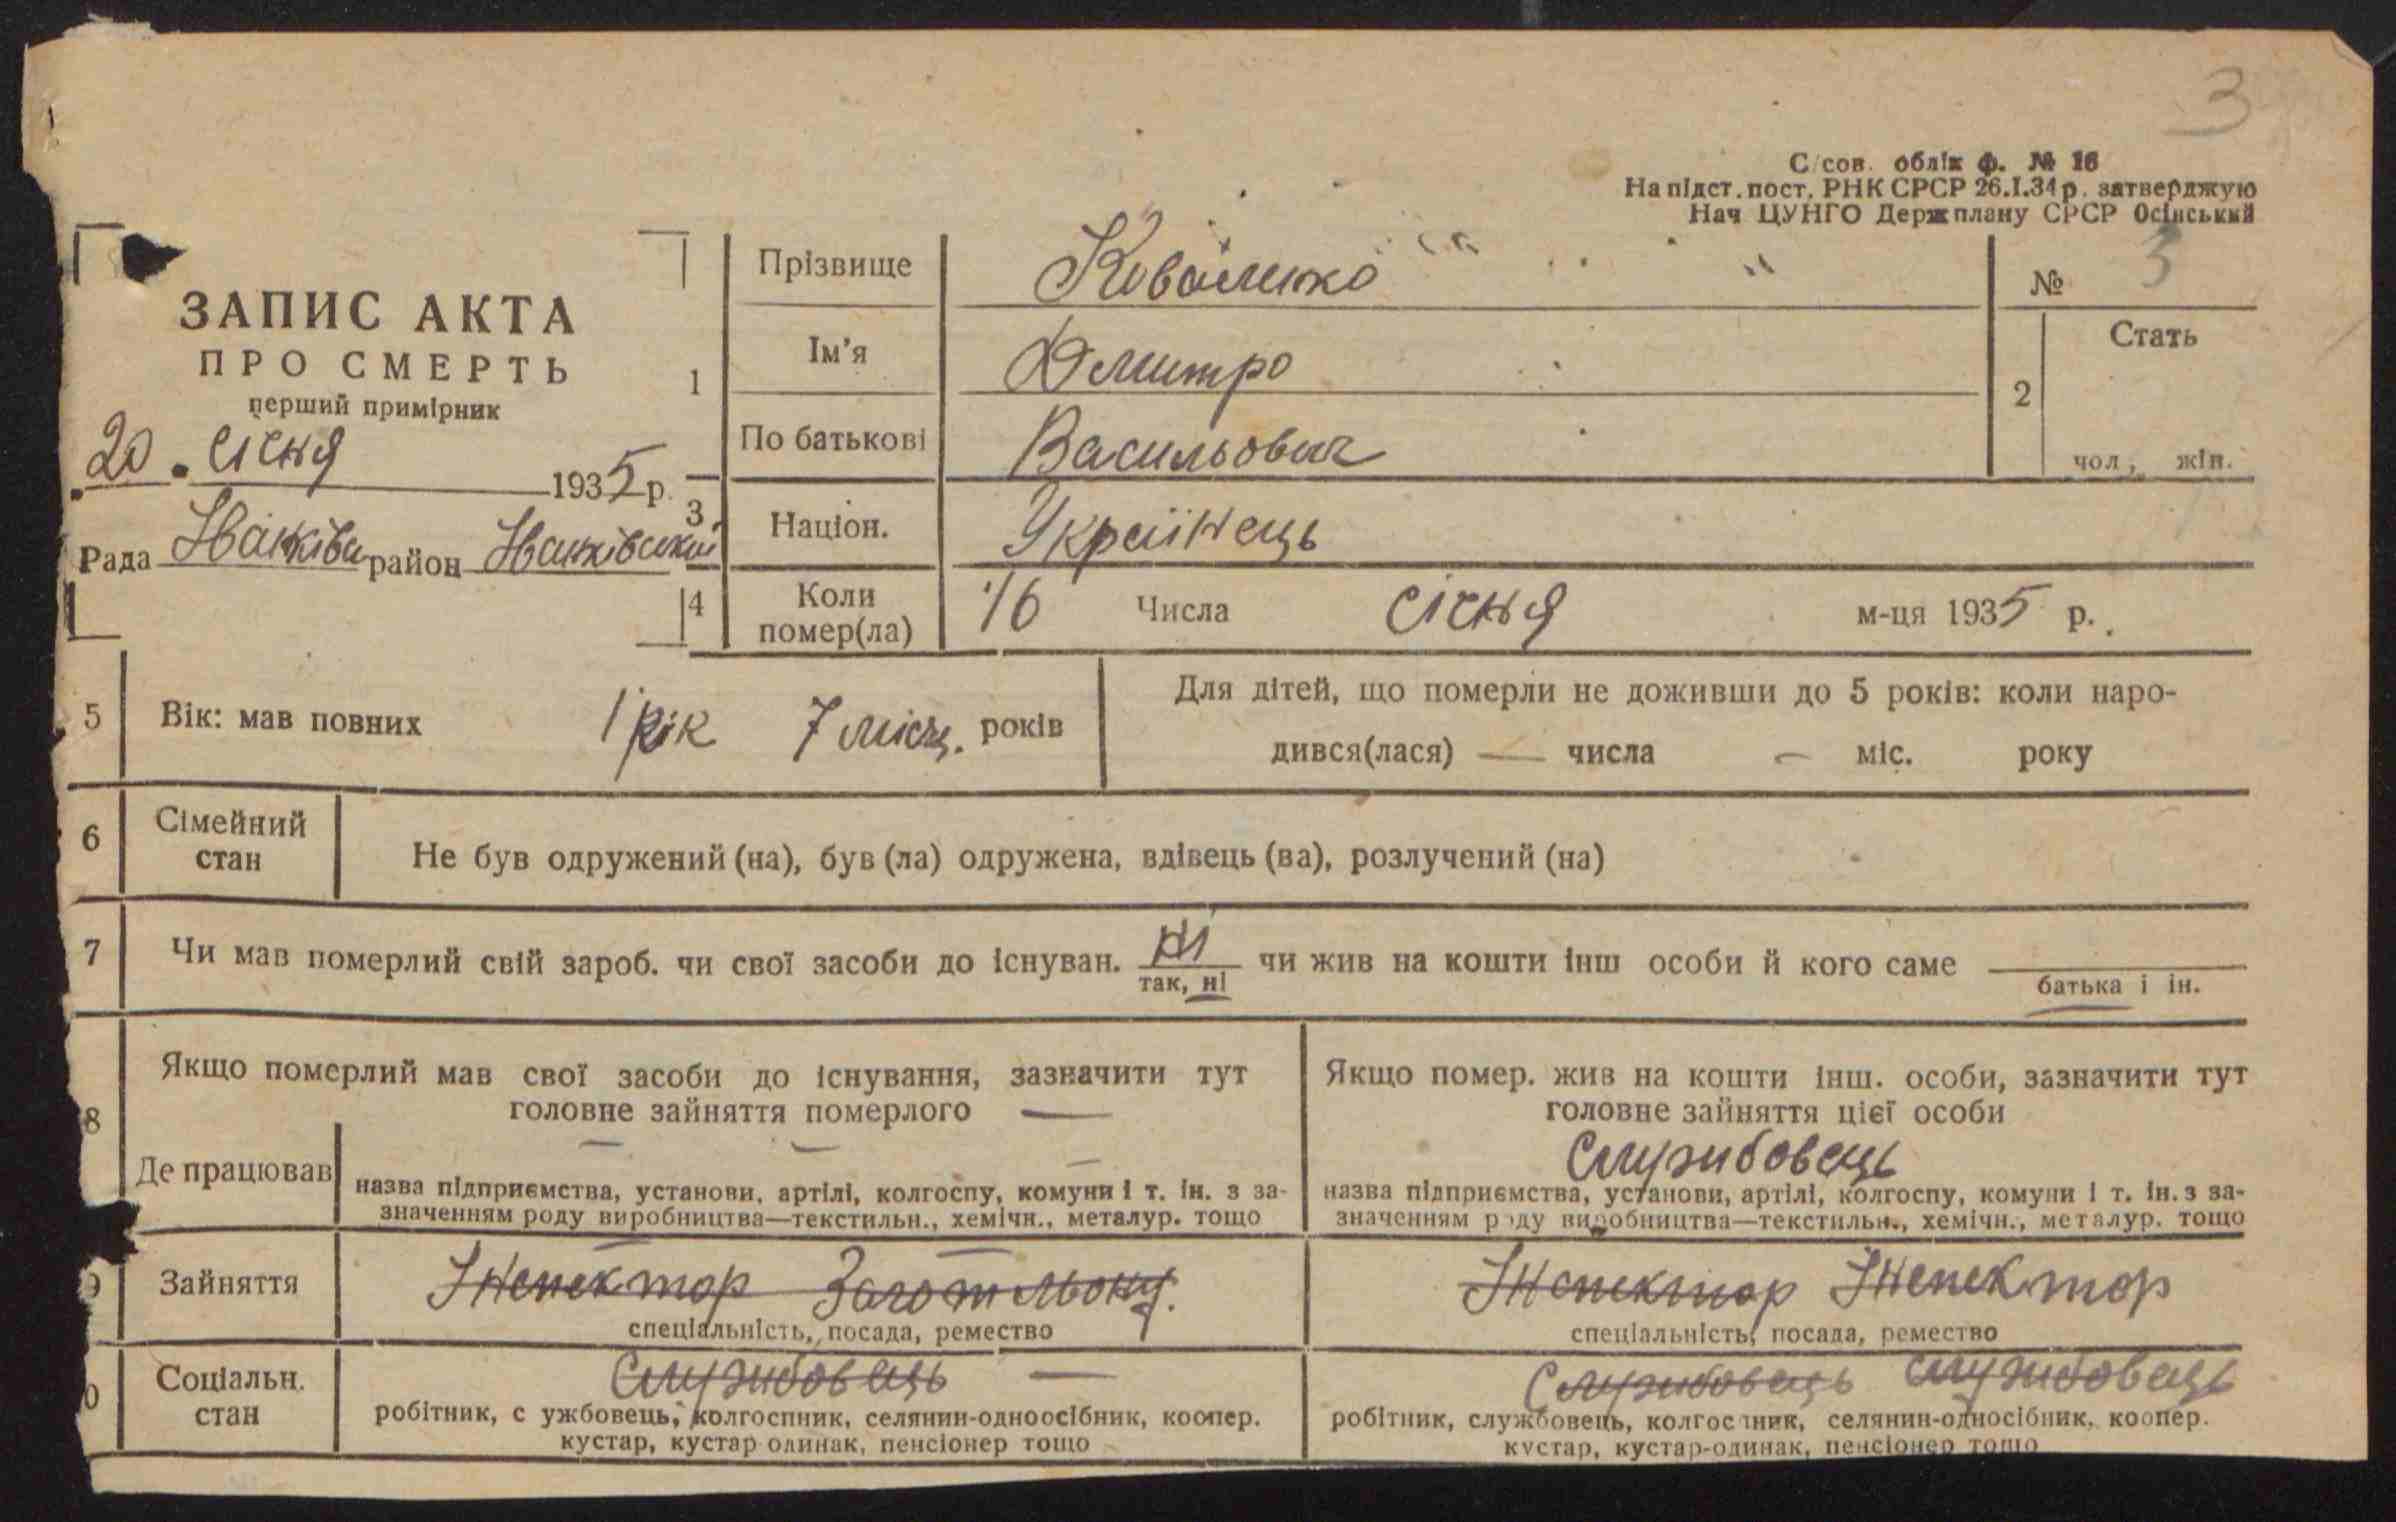 3
С/сов. облік ф. № 16
На підст. пост. РНК СРСР 26.I.34 р. затверджую
Нач ЦУНГО Держплану СРСР Осінський
ЗАПИС АКТА
ПРО СМЕРТЬ
перший примірник
20 . січня 1935 р.
Рада Іванків район Іванківський
1
Прізвище Коваленко
Ім'я Дмитро
По батькові Васильович
№ 3
2 Стать
чол, жін.
3 Націон. Українець
4 Коли помер(ла) 16 Числа січня м-ця 1935 р.
5 Вік: мав повних 1 рік 7 місяц. років
Для дітей, що померли не доживши до 5 років: коли наро-
дився(лася) — числа – міс. року
6 Сімейний стан
Не був одружений (на), був (ла) одружена, вдівець (ва), розлучений (на)
7 Чи мав померлий свій зароб. чи свої засоби до існуван. ні чи жив на кошти інш особи й кого саме
так, ні
батька і ін.
8
Якщо померлий мав свої засоби до існування, зазначити тут
головне зайняття померлого —
Де працював
назва підприємства, установи, артілі, колгоспу, комуни і т. ін. з за-
значенням роду виробництва—текстильн., хемічн., металур. тощо
Якщо помер. жив на кошти інш. особи, зазначити тут
головне зайняття цієї особи
Службовець
назва підприємства, установи, артілі, колгоспу, комуни і т. ін. з за-
значенням роду виробництва—текстильн., хемічн., металур. тощо
9 Зайняття
Інспектор Заготльону.
спеціальність, посада, ремество
Інспектор Інспектор
спеціальність, посада, ремество
0 Соціальн. стан
Службовець —
робітник, с ужбовець, колгоспник, селянин-одноосібник, коопер.
кустар, кустар одинак, пенсіонер тощо
Службовець службовець
робітник, службовець, колгоспник, селянин-односібник, коопер.
кустар, кустар-одинак, пенсіонер тощо